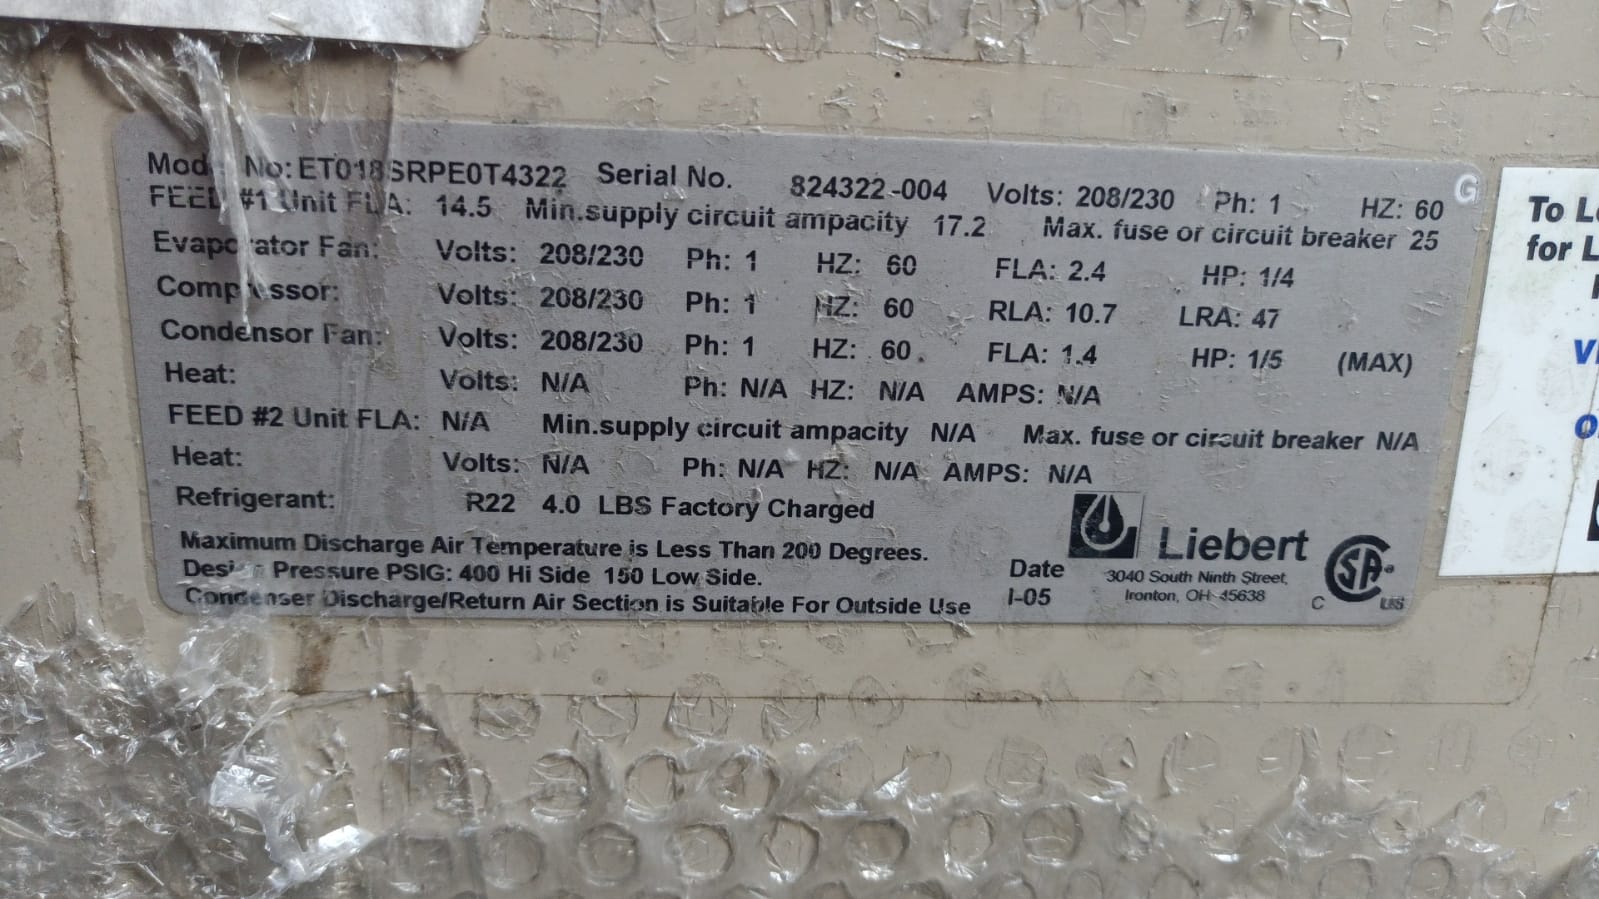 Model No: ET018SRPE0T4322 Serial No. 824322-004 Volts: 208/230 Ph: 1 HZ: 60
G
FEED #1 Unit FLA: 14.5 Min.supply circuit ampacity 17.2 Max. fuse or circuit breaker 25
Evaporator Fan: Volts: 208/230 Ph: 1 HZ: 60 FLA: 2.4 HP: 1/4
Compressor: Volts: 208/230 Ph: 1 HZ: 60 RLA: 10.7 LRA: 47
Condensor Fan: Volts: 208/230 Ph: 1 HZ: 60 FLA: 1.4 HP: 1/5 (MAX)
Heat: Volts: N/A Ph: N/A HZ: N/A AMPS: N/A
FEED #2 Unit FLA: N/A Min.supply circuit ampacity N/A Max. fuse or circuit breaker N/A
Heat: Volts: N/A Ph: N/A HZ: N/A AMPS: N/A
Refrigerant: R22 4.0 LBS Factory Charged
Maximum Discharge Air Temperature is Less Than 200 Degrees.
Design Pressure PSIG: 400 Hi Side 150 Low Side.
Condenser Discharge/Return Air Section is Suitable For Outside Use
Date
I-05
Liebert
3040 South Ninth Street,
Ironton, OH 45638
C SA US
To
for